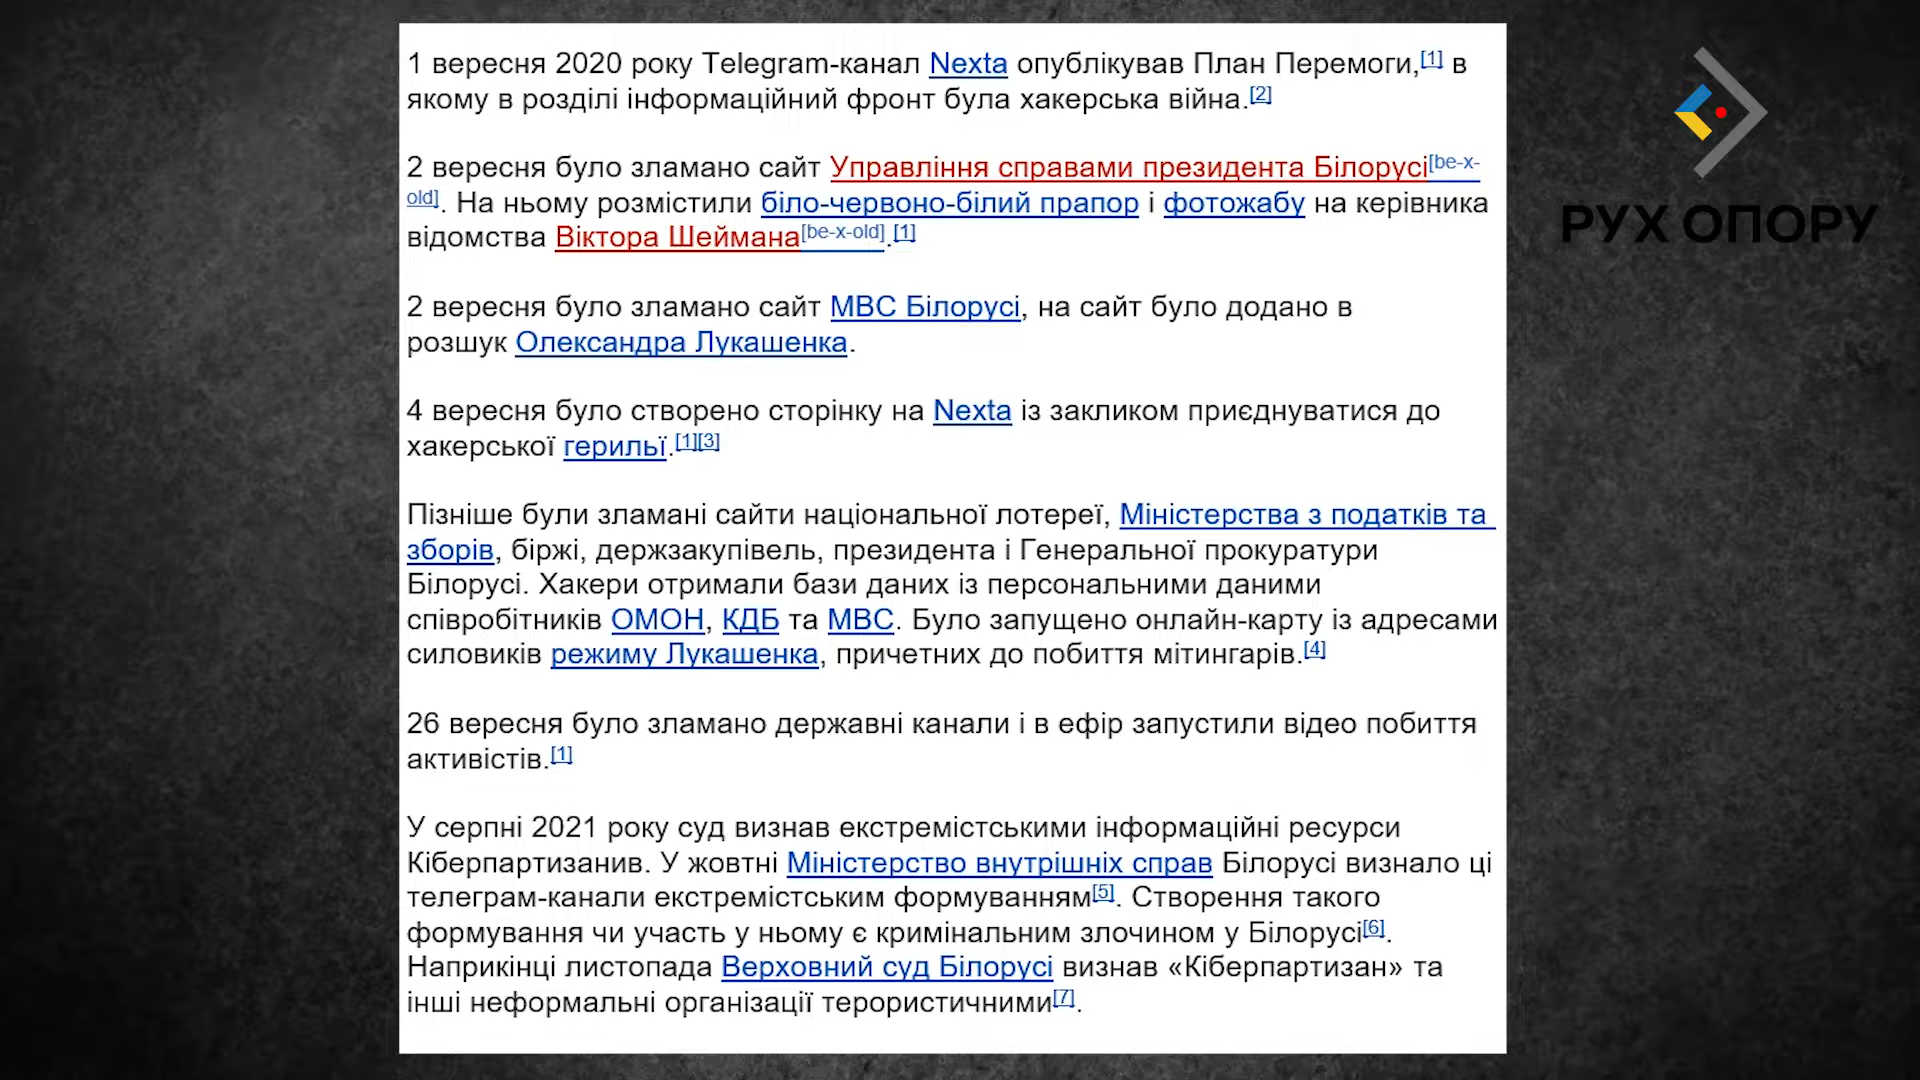 1 вересня 2020 року Telegram-канал Nexta опублікував План Перемоги,[1] в
якому в розділі інформаційний фронт була хакерська війна.[2]
2 вересня було зламано сайт Управління справами президента Білорусі[be-x-
old]. На ньому розмістили біло-червоно-білий прапор і фотожабу на керівника
відомства Віктора Шеймана[be-x-old].[1]
2 вересня було зламано сайт МВС Білорусі, на сайт було додано в
розшук Олександра Лукашенка.
4 вересня було створено сторінку на Nexta із закликом приєднуватися до
хакерської герильї.[1][3]
Пізніше були зламані сайти національної лотереї, Міністерства з податків та
зборів, біржі, держзакупівель, президента і Генеральної прокуратури
Білорусі. Хакери отримали бази даних із персональними даними
співробітників ОМОН, КДБ та МВС. Було запущено онлайн-карту із адресами
силовиків режиму Лукашенка, причетних до побиття мітингарів.[4]
26 вересня було зламано державні канали і в ефір запустили відео побиття
активістів.[1]
У серпні 2021 року суд визнав екстремістськими інформаційні ресурси
Кіберпартизанив. У жовтні Міністерство внутрішніх справ Білорусі визнало ці
телеграм-канали екстремістським формуванням[5]. Створення такого
формування чи участь у ньому є кримінальним злочином у Білорусі[6].
Наприкінці листопада Верховний суд Білорусі визнав «Кіберпартизан» та
інші неформальні організації терористичними[7].
РУХ ОПОРУ